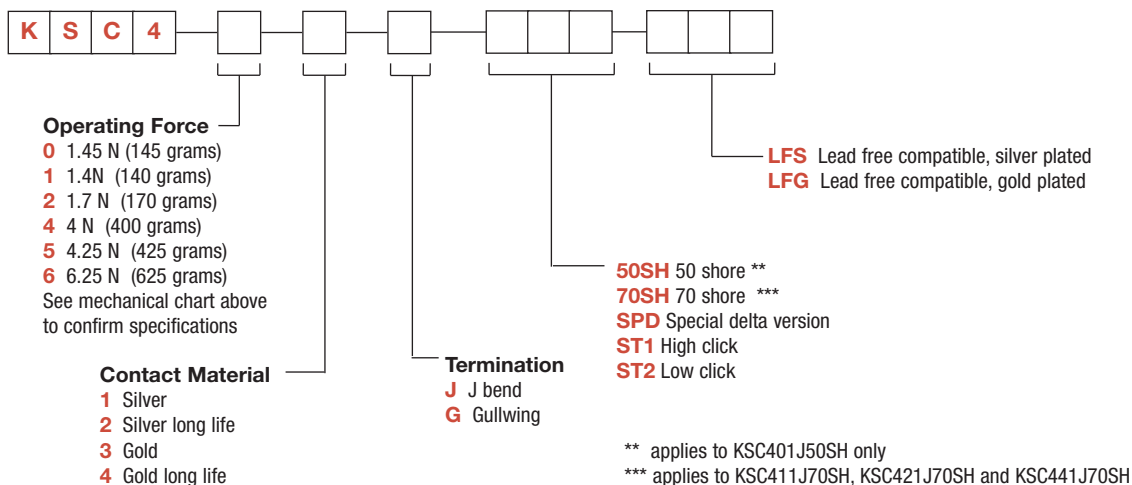 K S C 4
Operating Force
0 1.45 N (145 grams)
1 1.4N (140 grams)
2 1.7 N (170 grams)
4 4 N (400 grams)
5 4.25 N (425 grams)
6 6.25 N (625 grams)
See mechanical chart above
to confirm specifications
Contact Material
1 Silver
2 Silver long life
3 Gold
4 Gold long life
Termination
J J bend
G Gullwing
50SH 50 shore **
70SH 70 shore ***
SPD Special delta version
ST1 High click
ST2 Low click
LFS Lead free compatible, silver plated
LFG Lead free compatible, gold plated
** applies to KSC401J50SH only
*** applies to KSC411J70SH, KSC421J70SH and KSC441J70SH